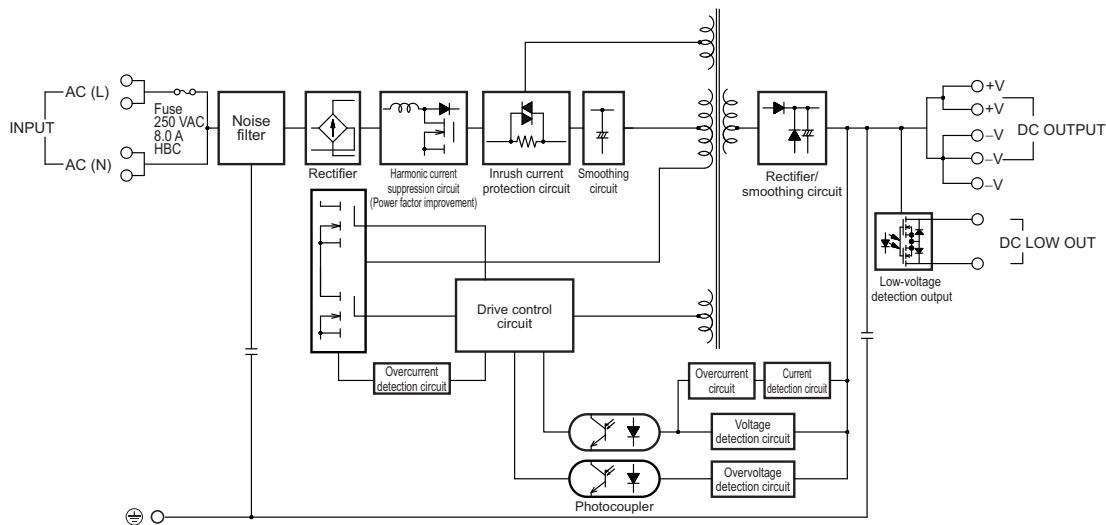 INPUT
AC (L)
AC (N)
Fuse
250 VAC
8.0 A
HBC
Noise
filter
Rectifier
Harmonic current
suppression circuit
(Power factor improvement)
Inrush current
protection circuit
Smoothing
circuit
Rectifier/
smoothing circuit
+V
+V
−V
−V
−V
DC OUTPUT
DC LOW OUT
Low-voltage
detection output
Drive control
circuit
Overcurrent
detection circuit
Overcurrent
circuit
Current
detection circuit
Voltage
detection circuit
Overvoltage
detection circuit
Photocoupler